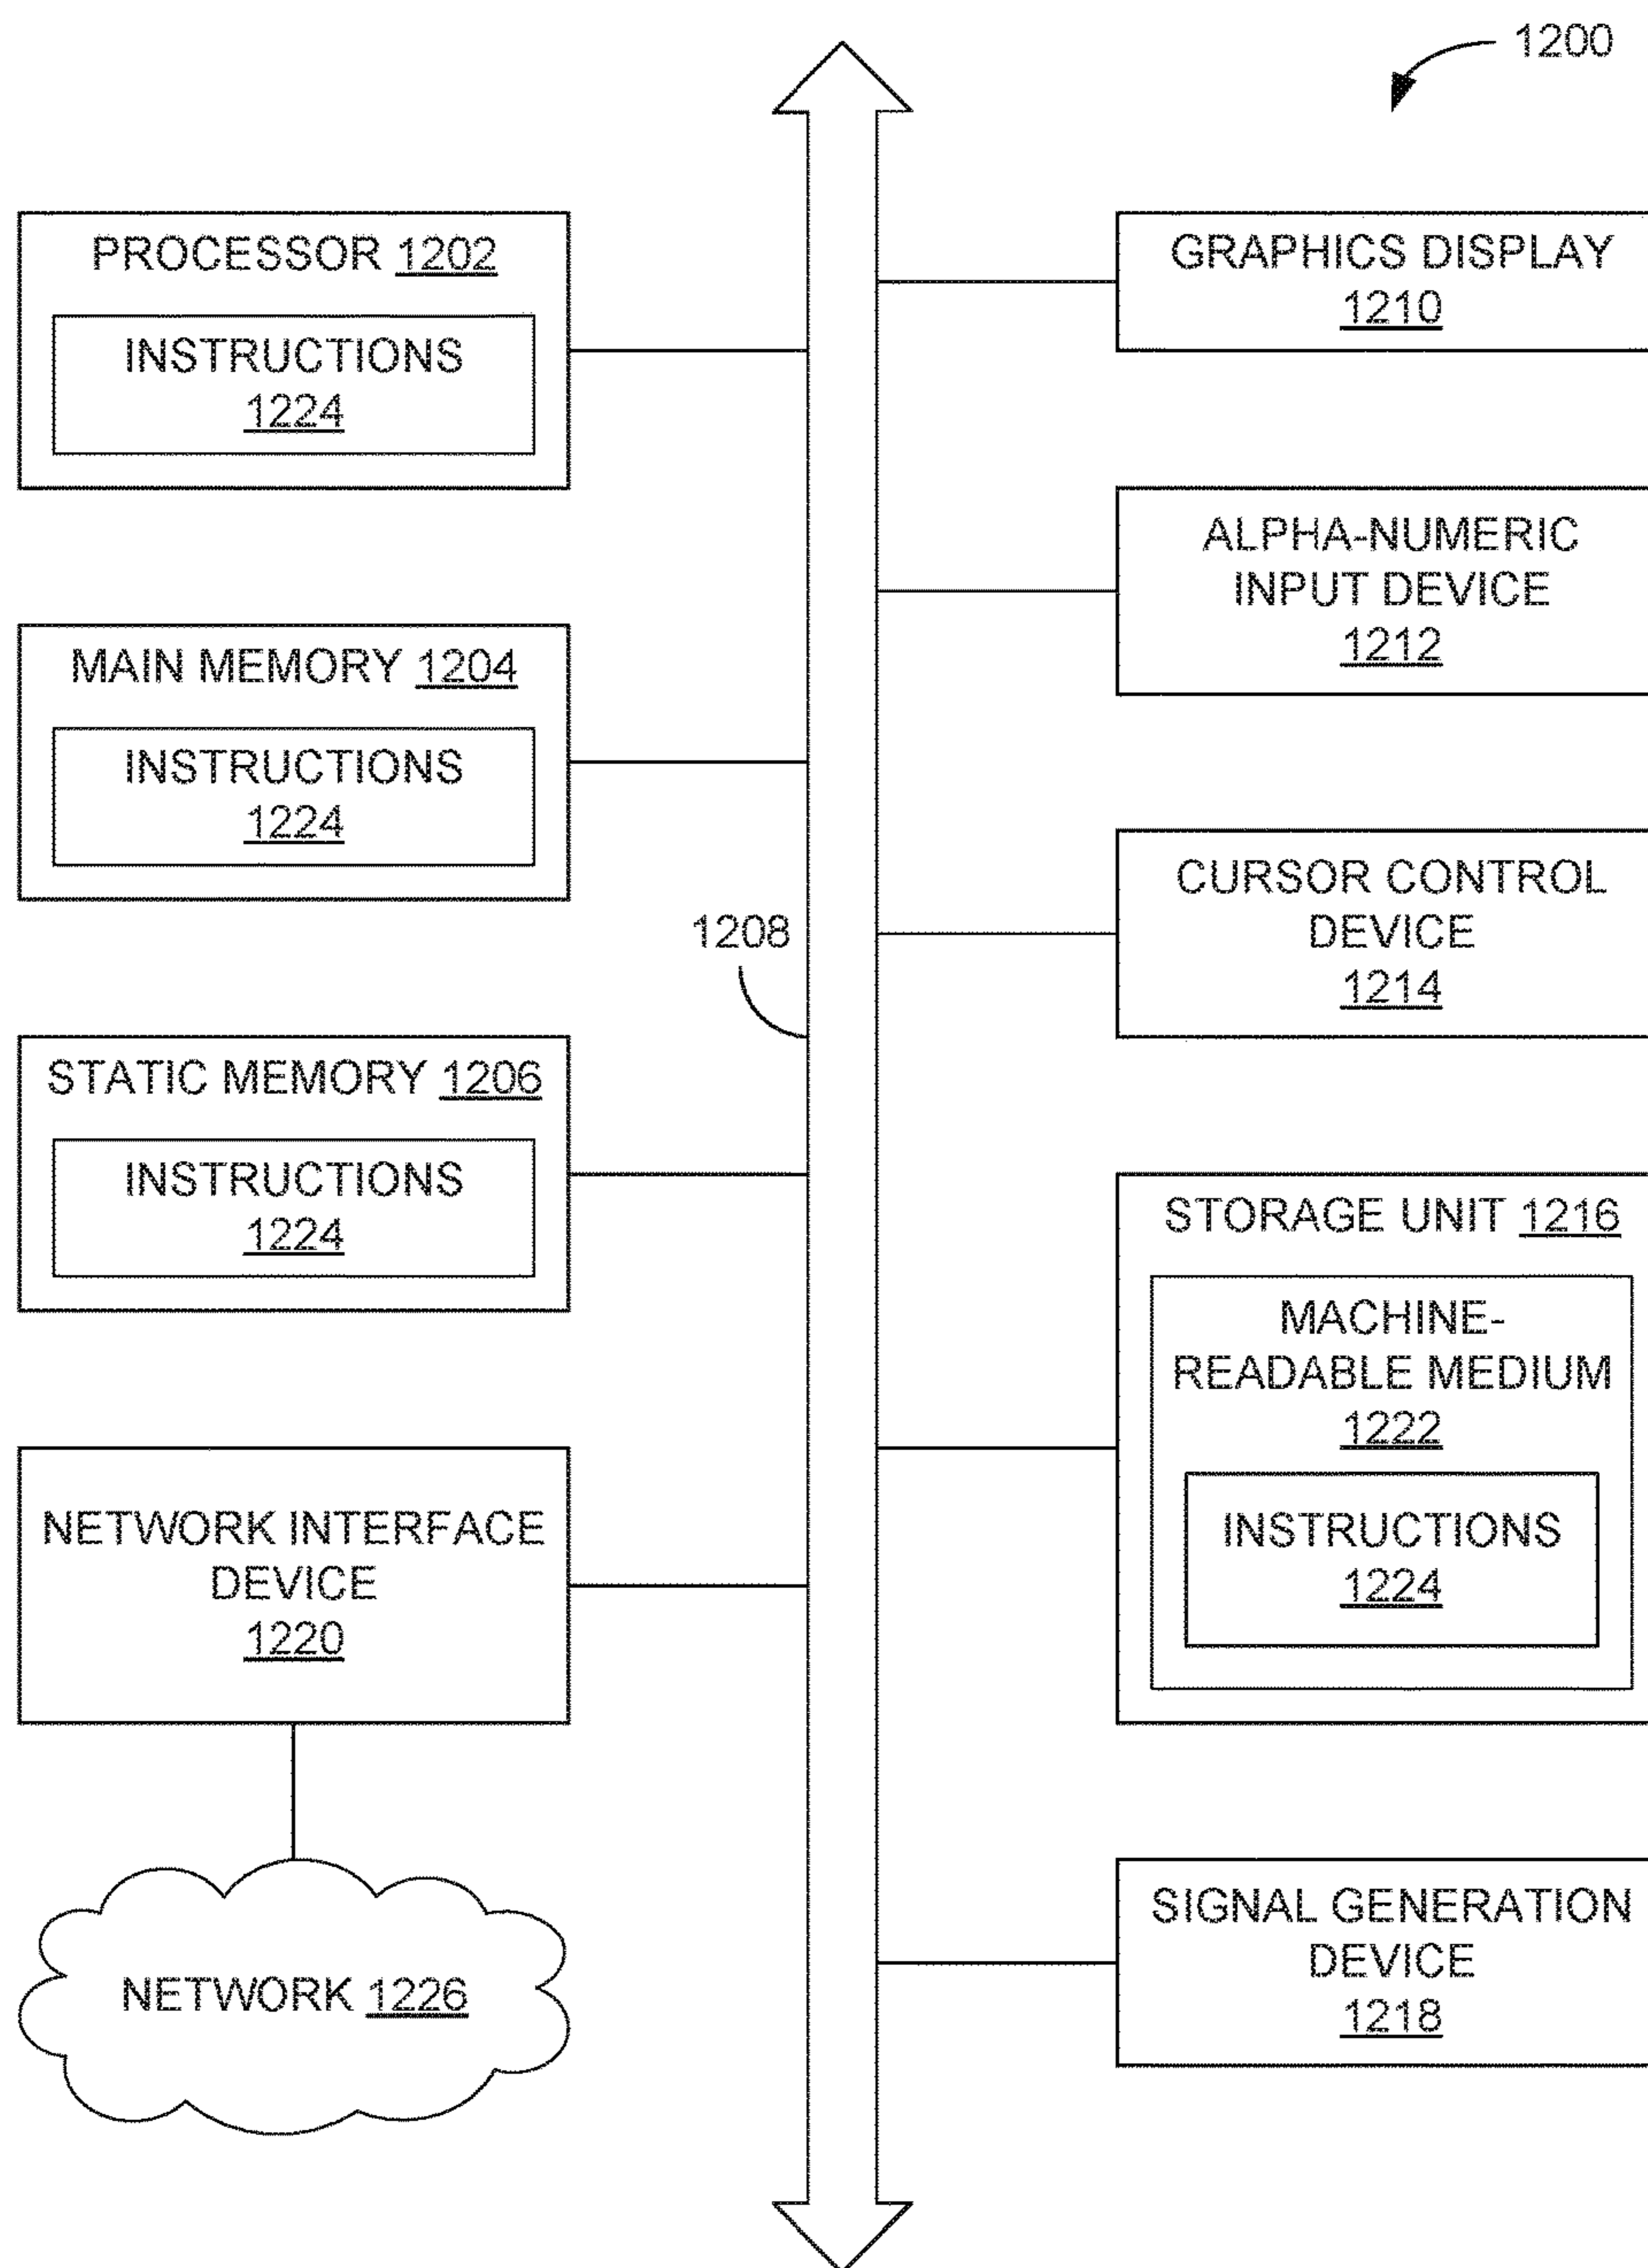 1200
PROCESSOR 1202
INSTRUCTIONS
1224
MAIN MEMORY 1204
INSTRUCTIONS
1224
1208
STATIC MEMORY 1206
INSTRUCTIONS
1224
NETWORK INTERFACE
DEVICE
1220
NETWORK 1226
GRAPHICS DISPLAY
1210
ALPHA-NUMERIC
INPUT DEVICE
1212
CURSOR CONTROL
DEVICE
1214
STORAGE UNIT 1216
MACHINE-
READABLE MEDIUM
1222
INSTRUCTIONS
1224
SIGNAL GENERATION
DEVICE
1218